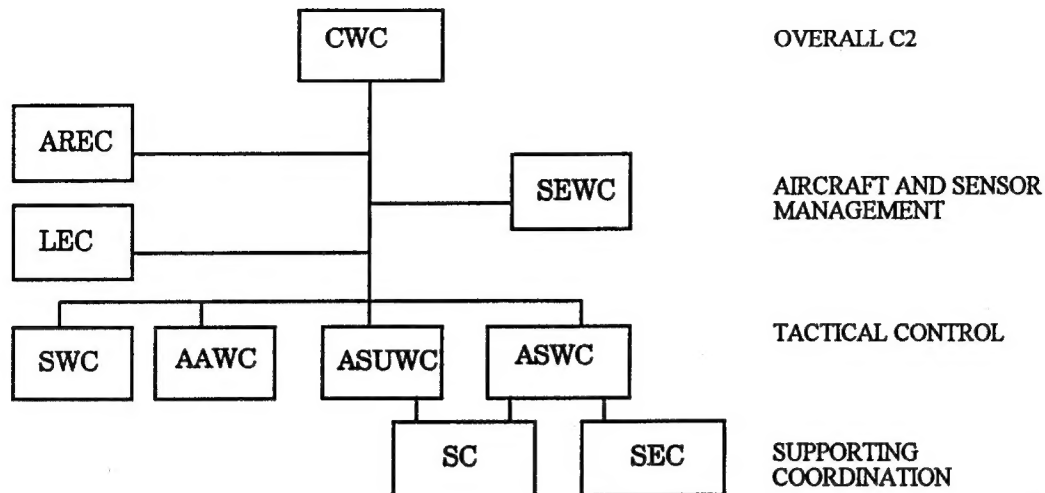 CWC
OVERALL C2
AREC
SEWC
AIRCRAFT AND SENSOR
MANAGEMENT
LEC
SWC
AAWC
ASUWC
ASWC
TACTICAL CONTROL
SC
SEC
SUPPORTING
COORDINATION